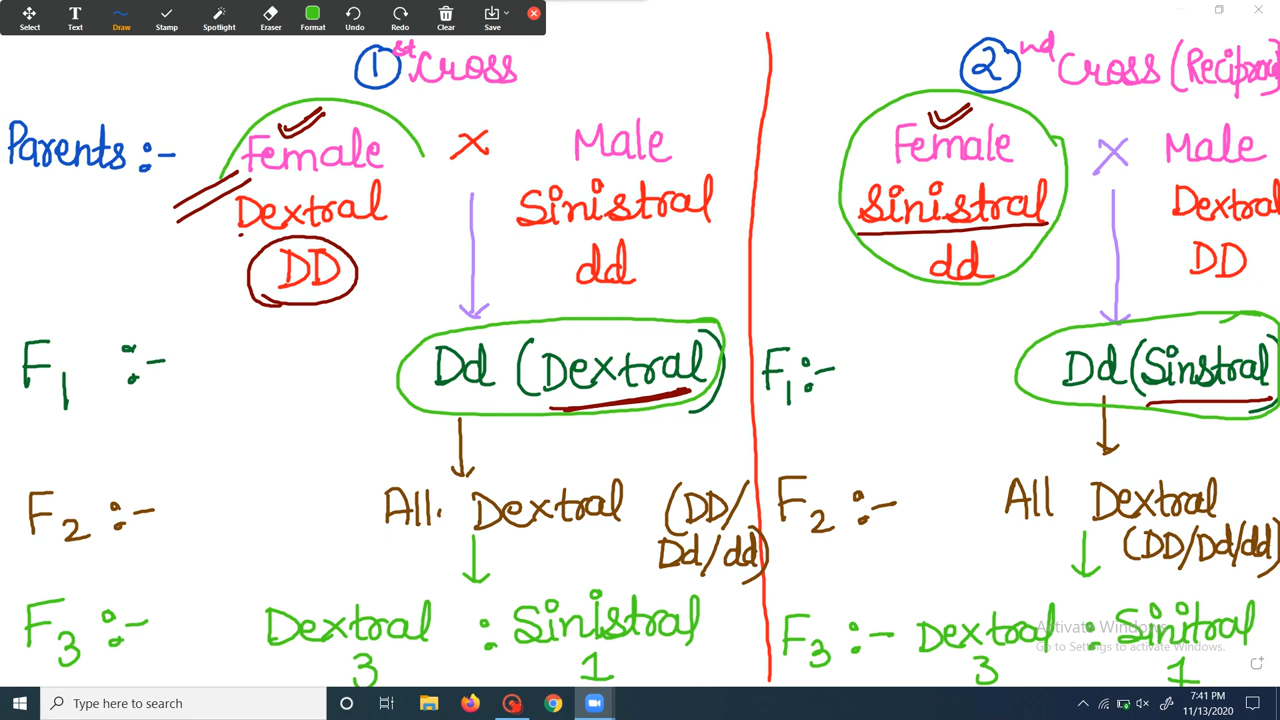 Select Text Draw Stamp Spotlight Eraser Format Undo Redo Clear Save
1st Cross
Parents :-
Female × Male
Dextral Sinistral
DD dd
F1 :- Dd (Dextral)
F2 :- All. Dextral (DD/
Dd/dd)
F3 :- Dextral : Sinistral
3 1
2nd Cross (Reciproc
Female × Male
Sinistral Dextral
dd DD
F1 :- Dd (Sinstral)
F2 :- All Dextral
(DD/Dd/dd)
F3 :- Dextral : Sinitral
3 1
Activate Windows
Go to Settings to activate Windows.
Type here to search
7:41 PM
11/13/2020